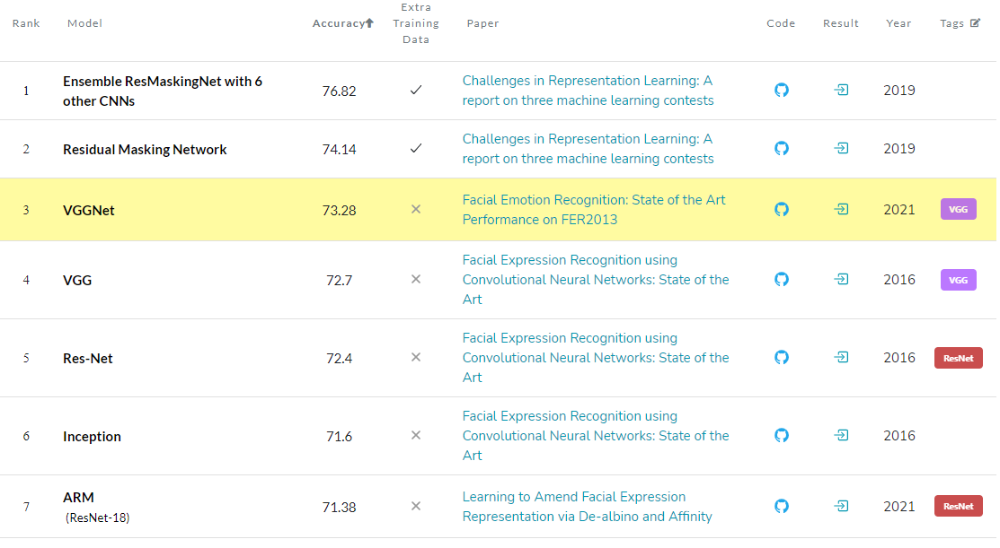 Rank Model Accuracy Extra Training Data Paper Code Result Year Tags
1 Ensemble ResMaskingNet with 6 other CNNs 76.82 Challenges in Representation Learning: A report on three machine learning contests 2019
2 Residual Masking Network 74.14 Challenges in Representation Learning: A report on three machine learning contests 2019
3 VGGNet 73.28 Facial Emotion Recognition: State of the Art Performance on FER2013 2021 VGG
4 VGG 72.7 Facial Expression Recognition using Convolutional Neural Networks: State of the Art 2016 VGG
5 Res-Net 72.4 Facial Expression Recognition using Convolutional Neural Networks: State of the Art 2016 ResNet
6 Inception 71.6 Facial Expression Recognition using Convolutional Neural Networks: State of the Art 2016
7 ARM (ResNet-18) 71.38 Learning to Amend Facial Expression Representation via De-albino and Affinity 2021 ResNet